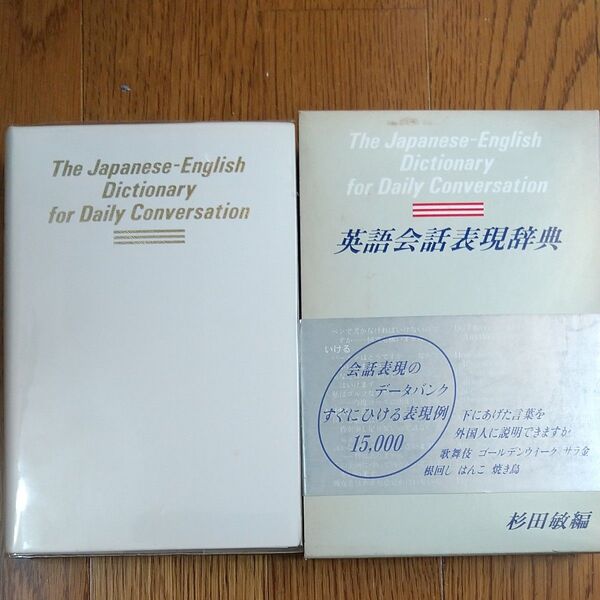 The Japanese-English
Dictionary
for Daily Conversation
The Japanese-English
Dictionary
for Daily Conversation
英語会話表現辞典
いける
会話表現の
データバンク
すぐにひける表現例
15,000
下にあげた言葉を
外国人に説明できますか
歌舞伎 ゴールデンウイーク サラ金
根回し はんこ 焼き鳥
杉田敏編